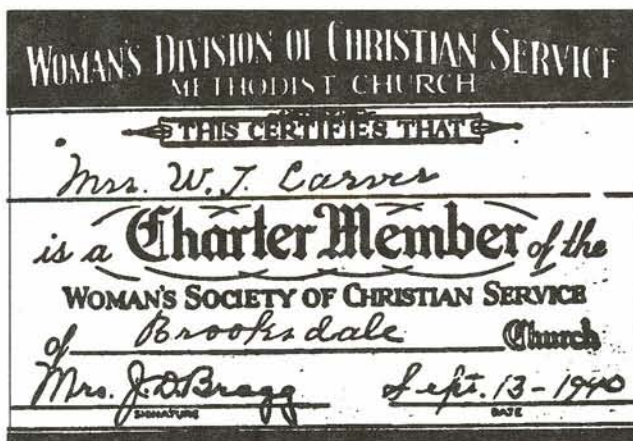 WOMAN'S DIVISION OF CHRISTIAN SERVICE
METHODIST CHURCH
THIS CERTIFIES THAT
Mrs. W. T. Carver
is a Charter Member of the
WOMAN'S SOCIETY OF CHRISTIAN SERVICE
of Brooksdale Church
Mrs. J. D. Bragg Sept. 13 - 1940
SIGNATURE DATE